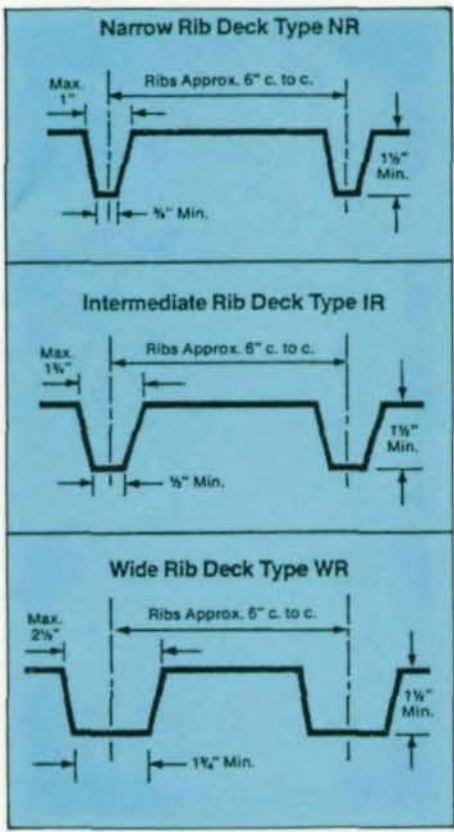 Narrow Rib Deck Type NR
Max.
1"
Ribs Approx. 6" c. to c.
1½"
Min.
⅜" Min.
Intermediate Rib Deck Type IR
Max.
1¾"
Ribs Approx. 6" c. to c.
1½"
Min.
½" Min.
Wide Rib Deck Type WR
Max.
2½"
Ribs Approx. 6" c. to c.
1½"
Min.
1¾" Min.